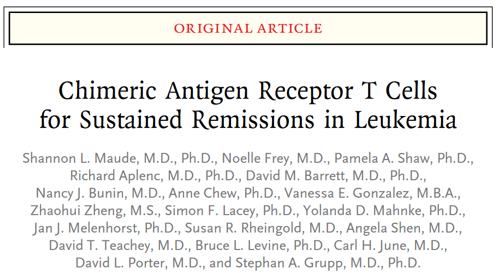 ORIGINAL ARTICLE
Chimeric Antigen Receptor T Cells
for Sustained Remissions in Leukemia
Shannon L. Maude, M.D., Ph.D., Noelle Frey, M.D., Pamela A. Shaw, Ph.D.,
Richard Aplenc, M.D., Ph.D., David M. Barrett, M.D., Ph.D.,
Nancy J. Bunin, M.D., Anne Chew, Ph.D., Vanessa E. Gonzalez, M.B.A.,
Zhaohui Zheng, M.S., Simon F. Lacey, Ph.D., Yolanda D. Mahnke, Ph.D.,
Jan J. Melenhorst, Ph.D., Susan R. Rheingold, M.D., Angela Shen, M.D.,
David T. Teachey, M.D., Bruce L. Levine, Ph.D., Carl H. June, M.D.,
David L. Porter, M.D., and Stephan A. Grupp, M.D., Ph.D.